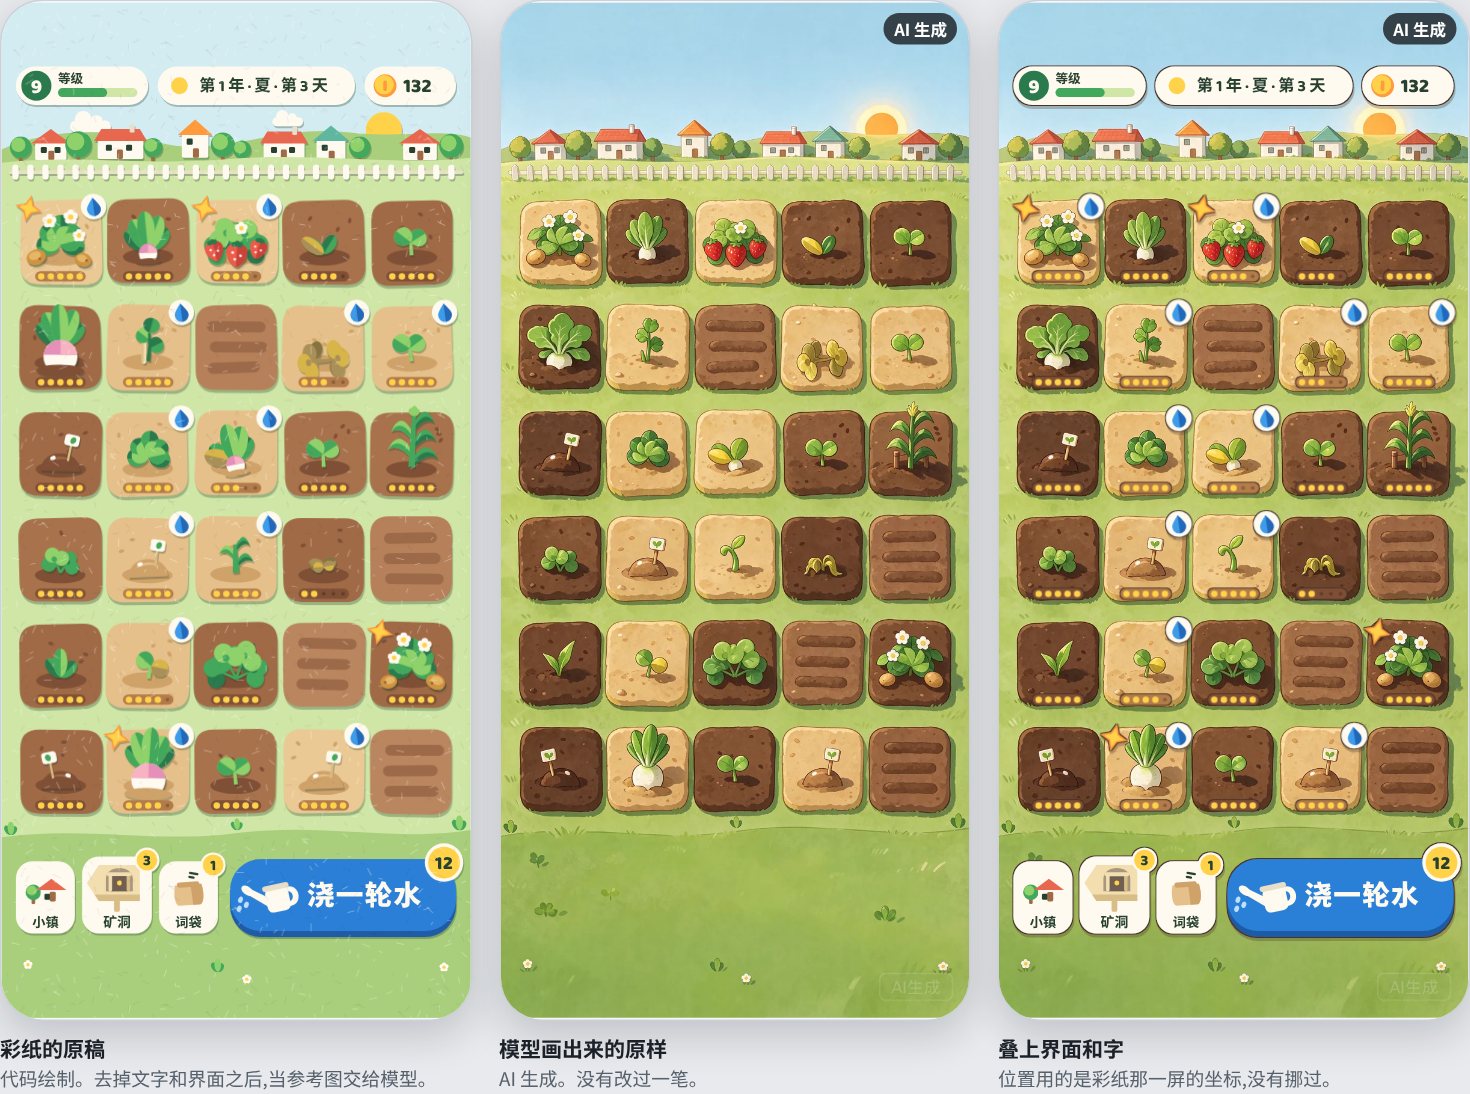 9
等级
第1年·夏·第3天
132
3
1
12
小镇
矿洞
词袋
浇一轮水
彩纸的原稿
代码绘制。去掉文字和界面之后,当参考图交给模型。
AI 生成
AI生成
模型画出来的原样
AI 生成。没有改过一笔。
AI 生成
9
等级
第1年·夏·第3天
132
3
1
12
小镇
矿洞
词袋
浇一轮水
AI生成
叠上界面和字
位置用的是彩纸那一屏的坐标,没有挪过。